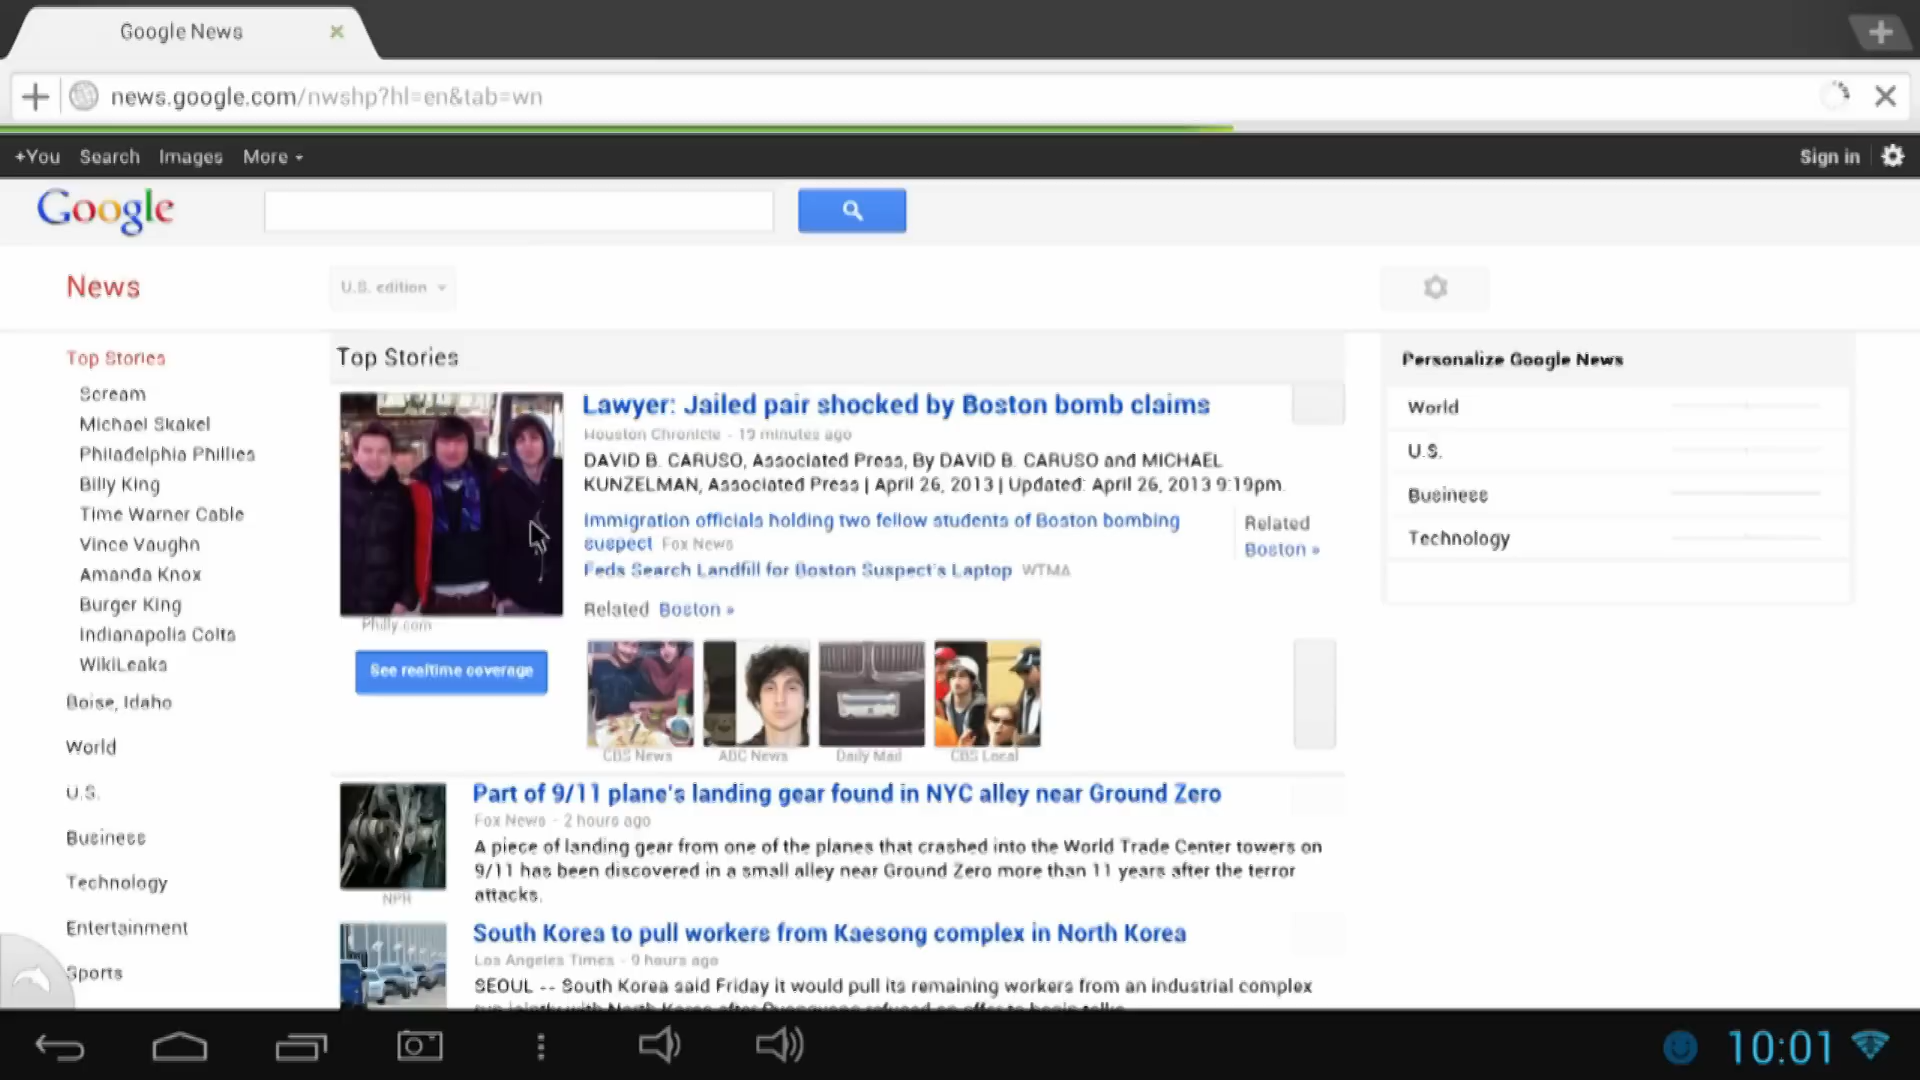 Google News
news.google.com/nwshp?hl=en&tab=wn
+You Search Images More
Sign in
Google
News
U.S. edition
Top Stories
Scream
Michael Skakel
Philadelphia Phillies
Billy King
Time Warner Cable
Vince Vaughn
Amanda Knox
Burger King
Indianapolis Colts
WikiLeaks
Boise, Idaho
World
U.S.
Business
Technology
Entertainment
Sports
Top Stories
Lawyer: Jailed pair shocked by Boston bomb claims
Houston Chronicle - 19 minutes ago
DAVID B. CARUSO, Associated Press, By DAVID B. CARUSO and MICHAEL
KUNZELMAN, Associated Press | April 26, 2013 | Updated: April 26, 2013 9:19pm.
Immigration officials holding two fellow students of Boston bombing
suspect Fox News
Feds Search Landfill for Boston Suspect's Laptop WTMA
Related Boston »
Related
Boston »
Philly.com
See realtime coverage
CBS News
ABC News
Daily Mail
CBS Local
Part of 9/11 plane's landing gear found in NYC alley near Ground Zero
Fox News - 2 hours ago
A piece of landing gear from one of the planes that crashed into the World Trade Center towers on
9/11 has been discovered in a small alley near Ground Zero more than 11 years after the terror
attacks.
NPR
South Korea to pull workers from Kaesong complex in North Korea
Los Angeles Times - 9 hours ago
SEOUL -- South Korea said Friday it would pull its remaining workers from an industrial complex
Personalize Google News
World
U.S.
Business
Technology
10:01